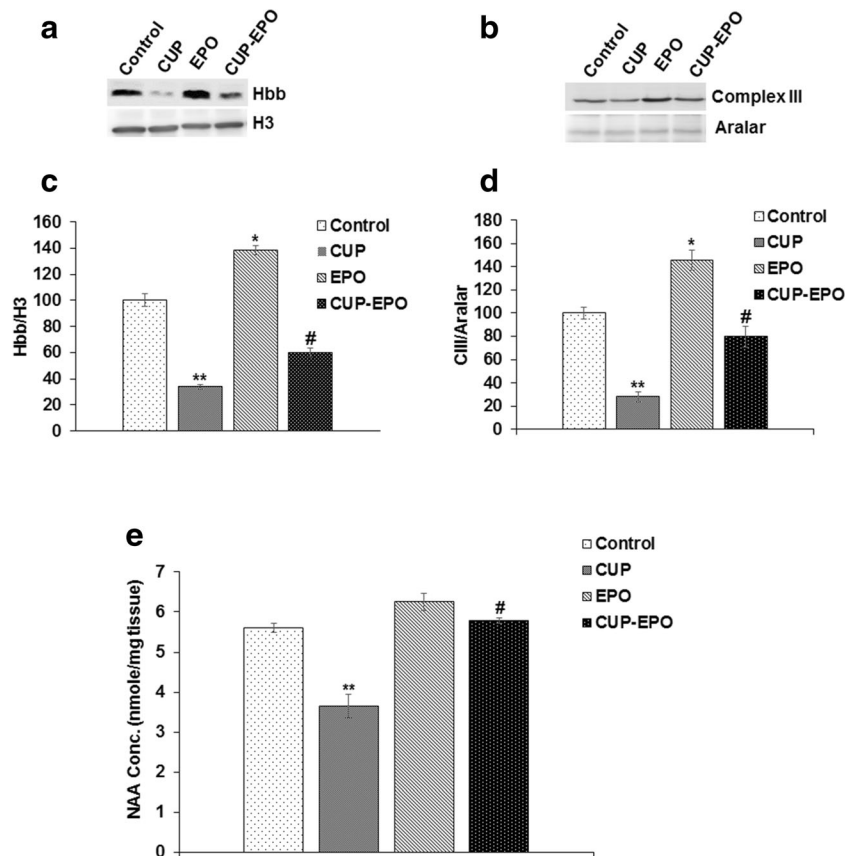 a
Control
CUP
EPO
CUP-EPO
Hbb
H3
b
Control
CUP
EPO
CUP-EPO
Complex III
Aralar
c
Hbb/H3
160
140
120
100
80
60
40
20
0
**
*
#
Control
CUP
EPO
CUP-EPO
d
CIII/Aralar
180
160
140
120
100
80
60
40
20
0
**
*
#
Control
CUP
EPO
CUP-EPO
e
NAA Conc. (nmole/mg tissue)
7
6
5
4
3
2
1
0
**
#
Control
CUP
EPO
CUP-EPO